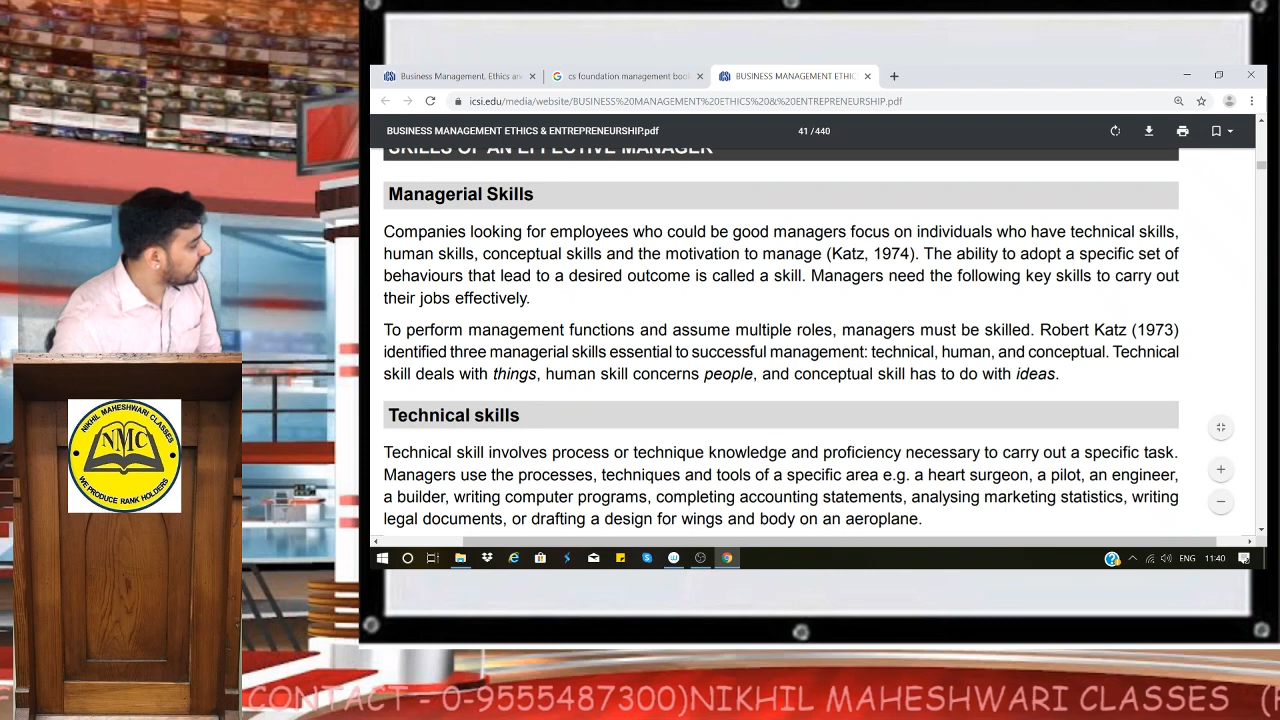 Business Management. Ethics an
cs foundation management boo
BUSINESS MANAGEMENT ETHIC
icsi.edu/media/website/BUSINESS%20MANAGEMENT%20ETHICS%20&%20ENTREPRENEURSHIP.pdf
BUSINESS MANAGEMENT ETHICS & ENTREPRENEURSHIP.pdf
41 / 440
SKILLS OF AN EFFECTIVE MANAGER
Managerial Skills
Companies looking for employees who could be good managers focus on individuals who have technical skills,
human skills, conceptual skills and the motivation to manage (Katz, 1974). The ability to adopt a specific set of
behaviours that lead to a desired outcome is called a skill. Managers need the following key skills to carry out
their jobs effectively.
To perform management functions and assume multiple roles, managers must be skilled. Robert Katz (1973)
identified three managerial skills essential to successful management: technical, human, and conceptual. Technical
skill deals with things, human skill concerns people, and conceptual skill has to do with ideas.
Technical skills
Technical skill involves process or technique knowledge and proficiency necessary to carry out a specific task.
Managers use the processes, techniques and tools of a specific area e.g. a heart surgeon, a pilot, an engineer,
a builder, writing computer programs, completing accounting statements, analysing marketing statistics, writing
legal documents, or drafting a design for wings and body on an aeroplane.
ENG
11:40
NIKHIL MAHESHWARI CLASSES
NMC
WE PRODUCE RANK HOLDERS
CONTACT - 0-9555487300)NIKHIL MAHESHWARI CLASSES (